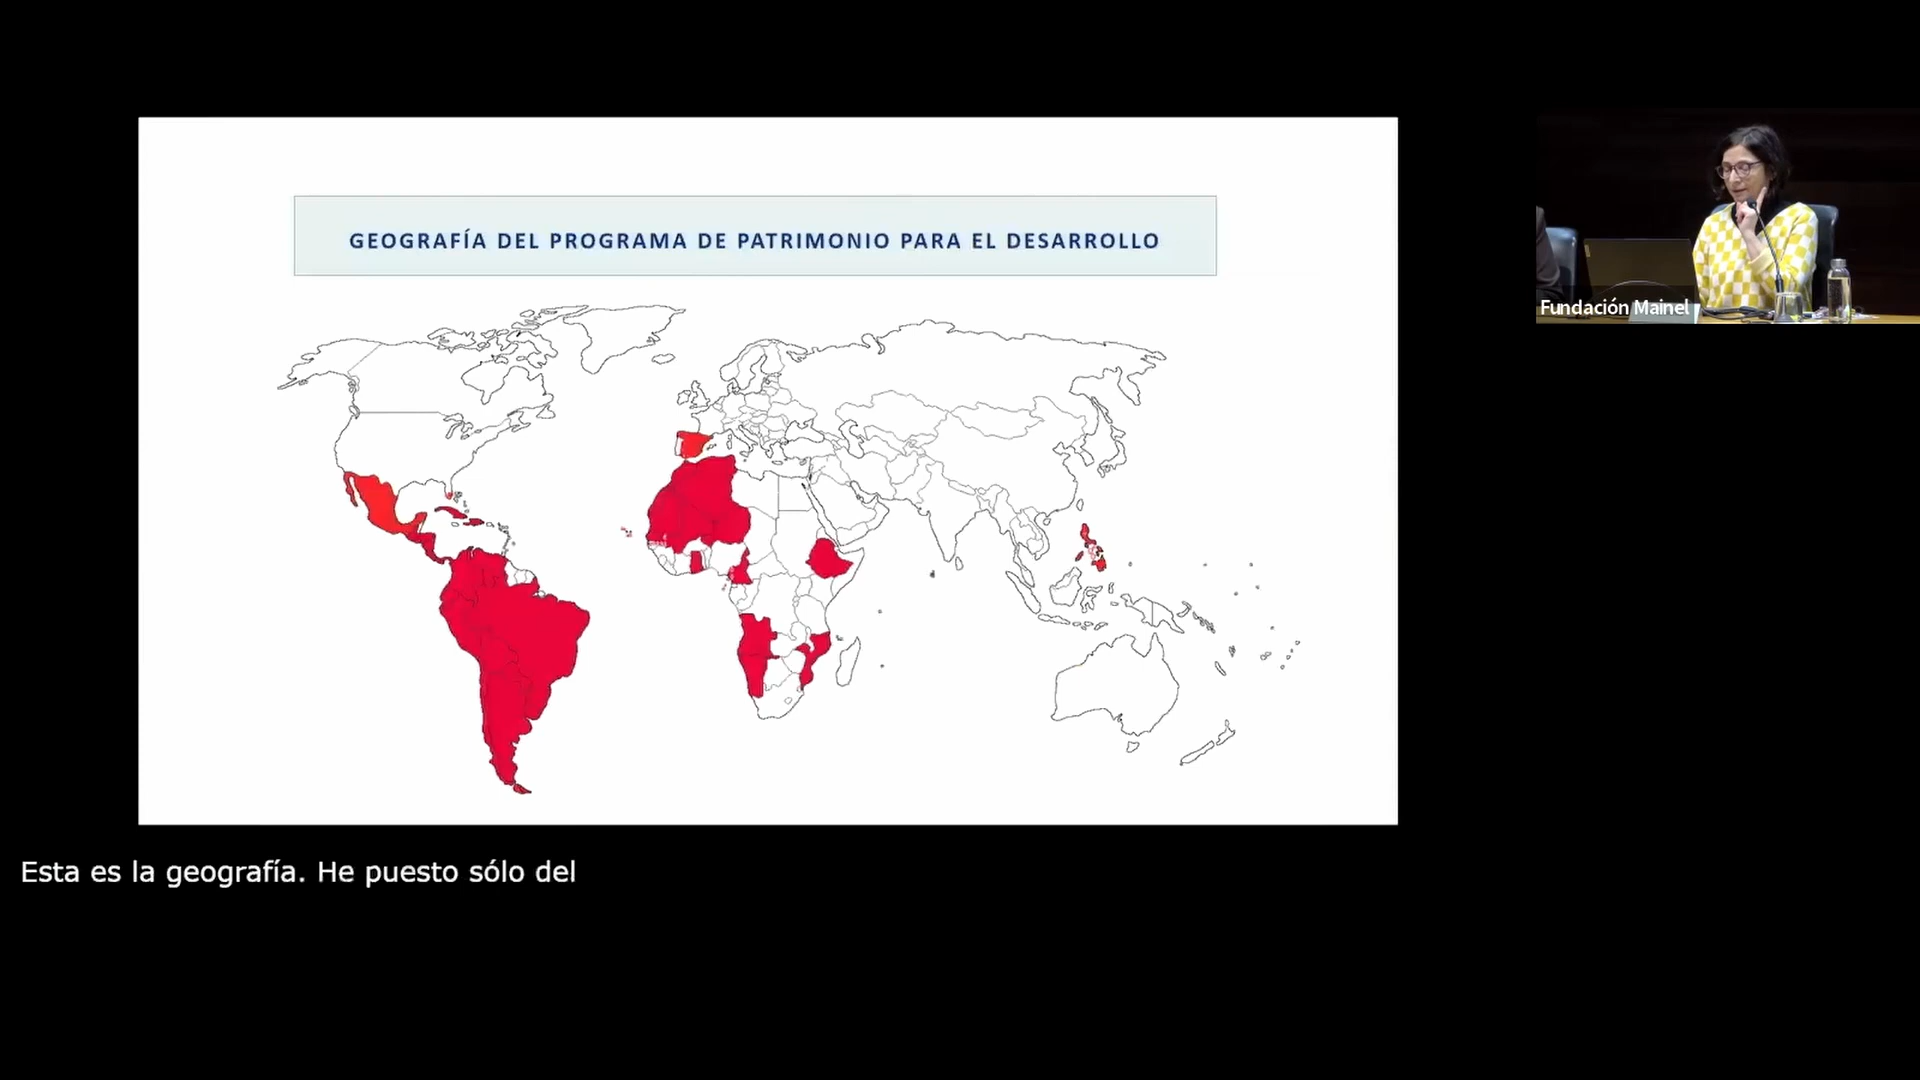 GEOGRAFÍA DEL PROGRAMA DE PATRIMONIO PARA EL DESARROLLO
Fundación Mainel
Esta es la geografía. He puesto sólo del